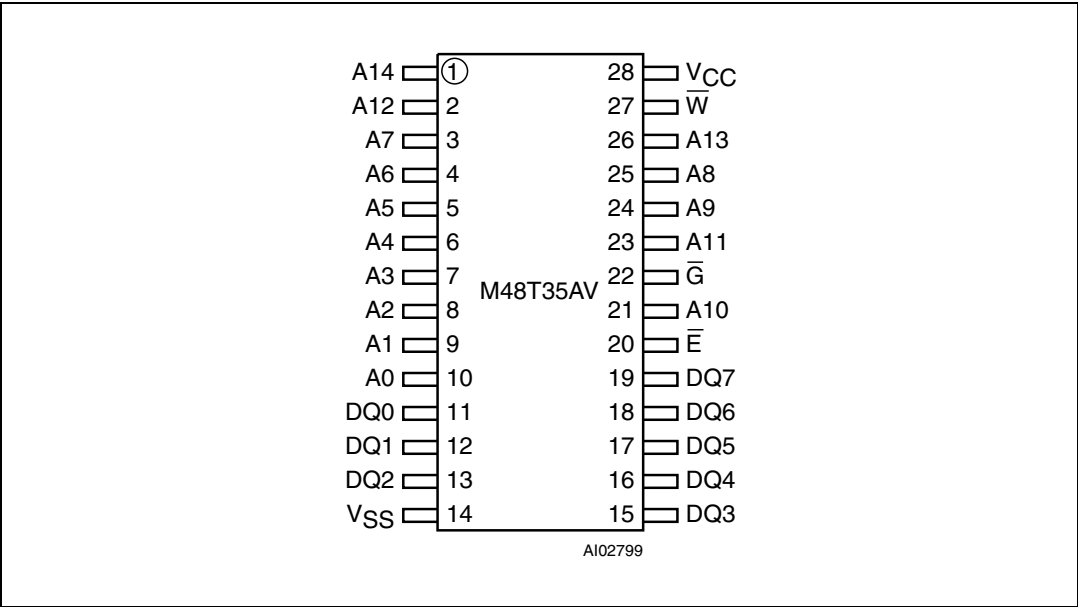 A14 1 28 VCC
A12 2 27 W̅
A7 3 26 A13
A6 4 25 A8
A5 5 24 A9
A4 6 23 A11
A3 7 22 G̅
M48T35AV
A2 8 21 A10
A1 9 20 E̅
A0 10 19 DQ7
DQ0 11 18 DQ6
DQ1 12 17 DQ5
DQ2 13 16 DQ4
VSS 14 15 DQ3
AI02799